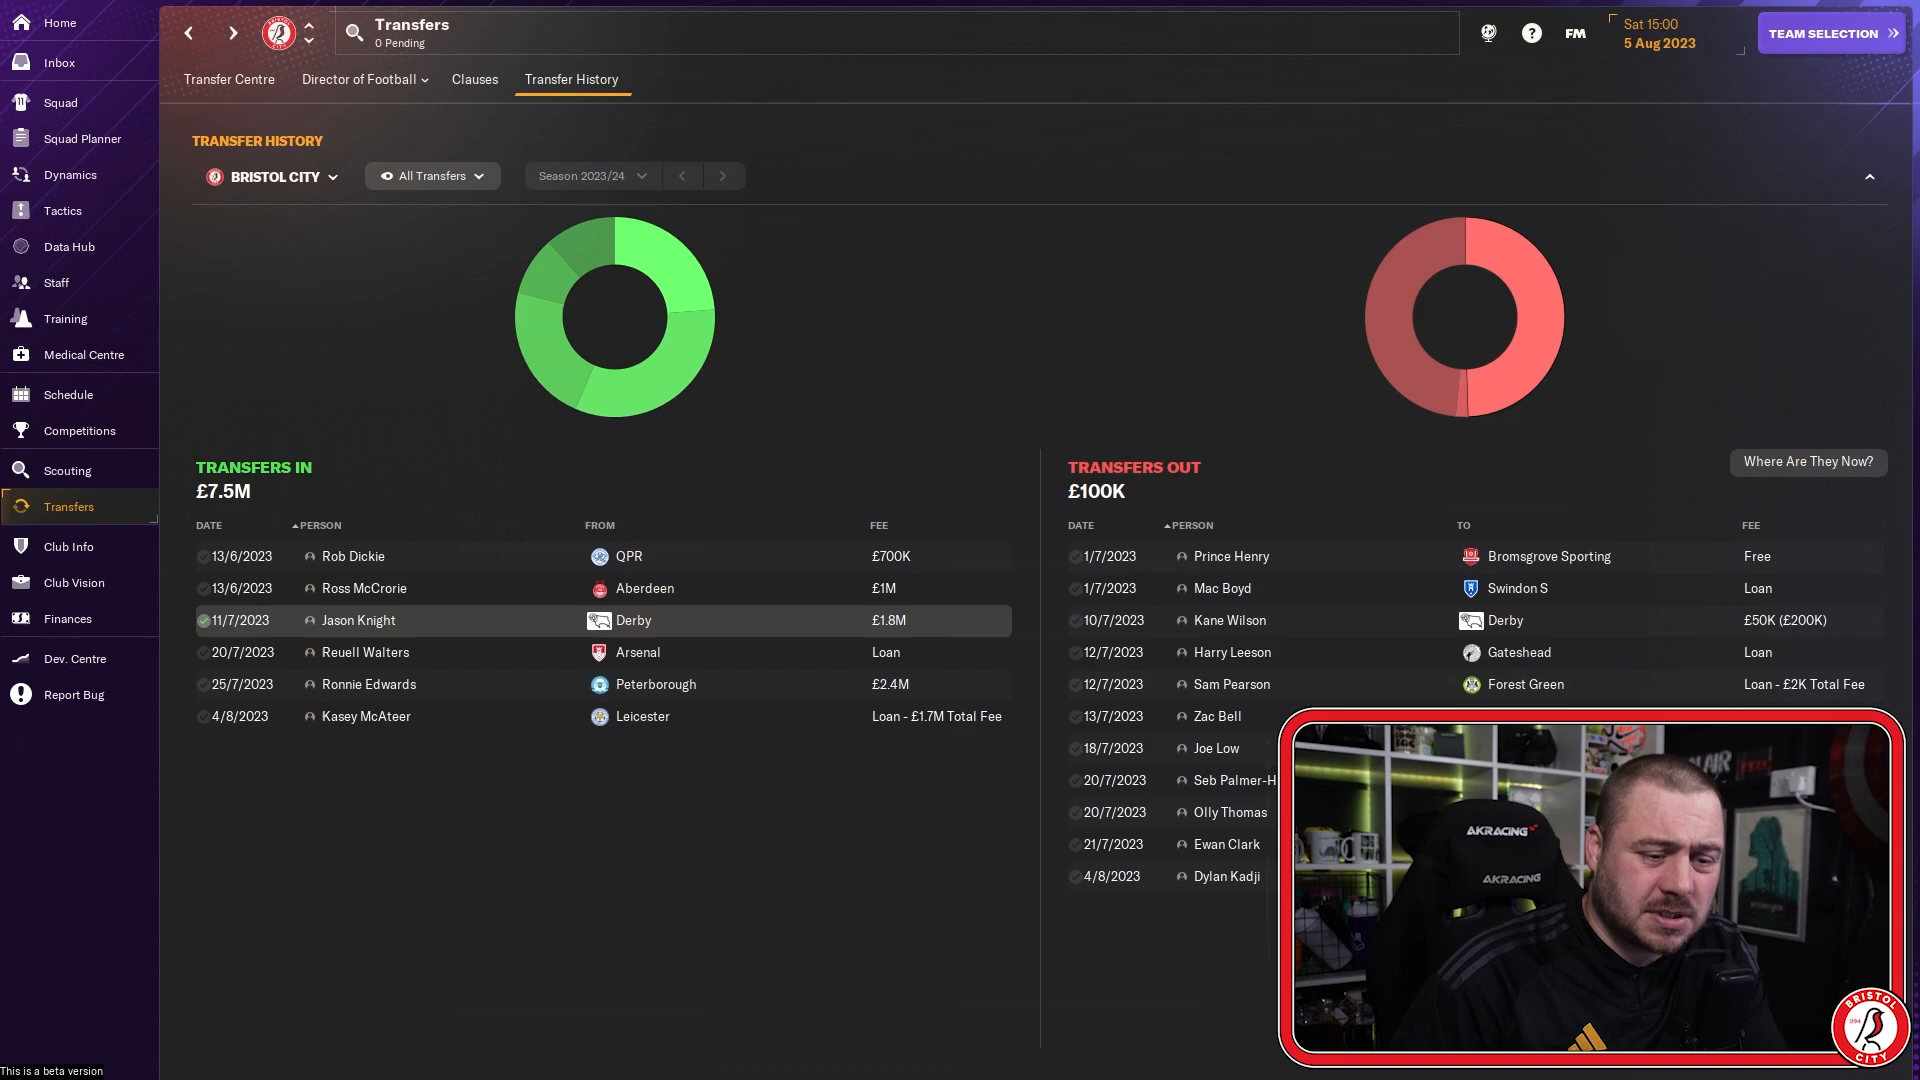 Home
Inbox
Squad
Squad Planner
Dynamics
Tactics
Data Hub
Staff
Training
Medical Centre
Schedule
Competitions
Scouting
Transfers
Club Info
Club Vision
Finances
Dev. Centre
Report Bug
This is a beta version
Transfers
0 Pending
FM
Sat 15:00
5 Aug 2023
TEAM SELECTION
Transfer Centre Director of Football Clauses Transfer History
TRANSFER HISTORY
BRISTOL CITY All Transfers Season 2023/24
TRANSFERS IN
£7.5M
DATE PERSON FROM FEE
13/6/2023 Rob Dickie QPR £700K
13/6/2023 Ross McCrorie Aberdeen £1M
11/7/2023 Jason Knight Derby £1.8M
20/7/2023 Reuell Walters Arsenal Loan
25/7/2023 Ronnie Edwards Peterborough £2.4M
4/8/2023 Kasey McAteer Leicester Loan - £1.7M Total Fee
TRANSFERS OUT
£100K
Where Are They Now?
DATE PERSON TO FEE
1/7/2023 Prince Henry Bromsgrove Sporting Free
1/7/2023 Mac Boyd Swindon S Loan
10/7/2023 Kane Wilson Derby £50K (£200K)
12/7/2023 Harry Leeson Gateshead Loan
12/7/2023 Sam Pearson Forest Green Loan - £2K Total Fee
13/7/2023 Zac Bell
18/7/2023 Joe Low
20/7/2023 Seb Palmer-H
20/7/2023 Olly Thomas
21/7/2023 Ewan Clark
4/8/2023 Dylan Kadji
AKRACING
AKRACING
BRISTOL
1894
CITY